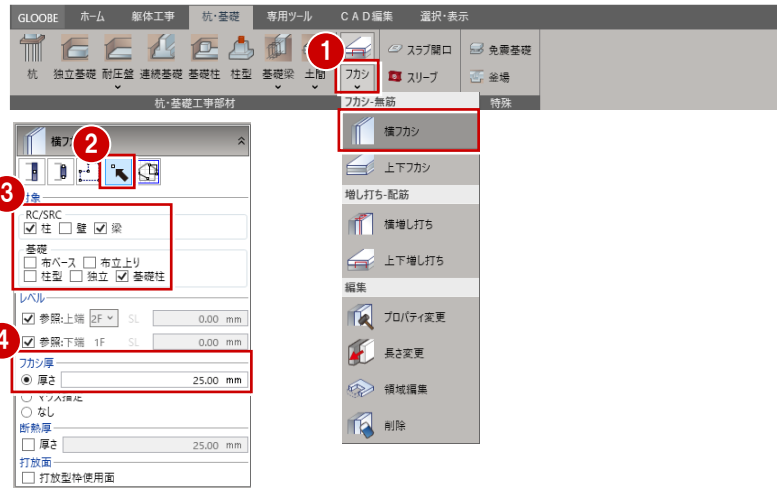 GLOOBE ホーム 躯体工事 杭・基礎 専用ツール CAD編集 選択・表示
杭 独立基礎 耐圧盤 連続基礎 基礎柱 柱型 基礎梁 土間 フカシ
スラブ開口
スリーブ
免震基礎
釜場
杭・基礎工事部材
特殊
1
フカシ-無筋
横フカシ
上下フカシ
増し打ち-配筋
横増し打ち
上下増し打ち
編集
プロパティ変更
長さ変更
領域編集
削除
2
3
RC/SRC
柱 壁 梁
基礎
布ベース 布立上り
柱型 独立 基礎柱
レベル
参照:上端 2F SL 0.00 mm
参照:下端 1F SL 0.00 mm
4
フカシ厚
厚さ 25.00 mm
マウス指定
なし
断熱厚
厚さ 25.00 mm
打放面
打放型枠使用面